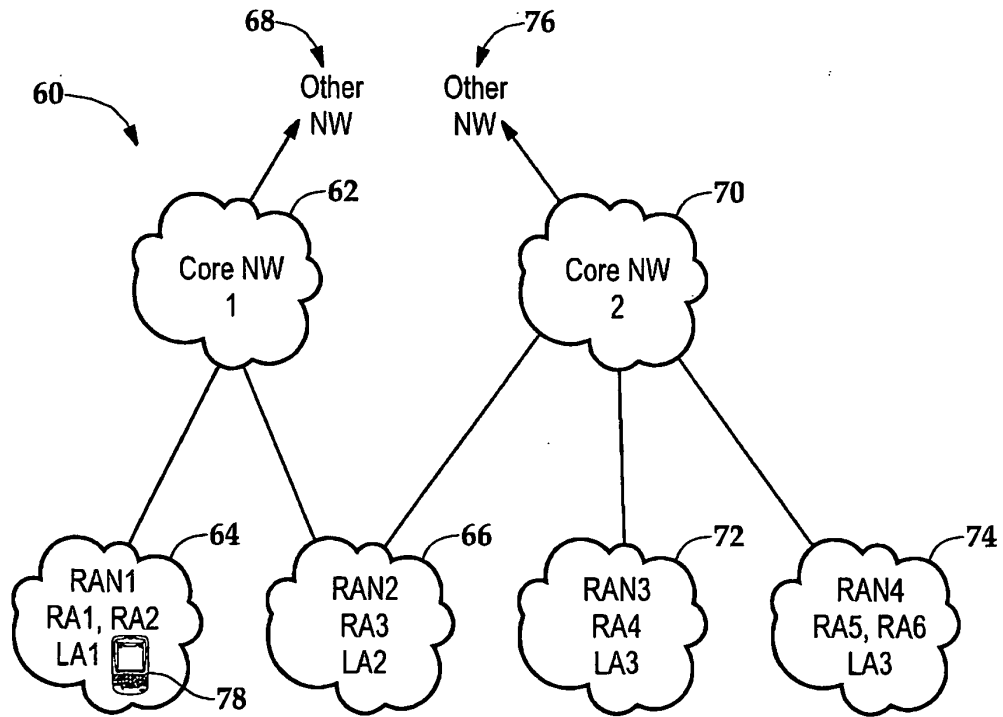 68
76
Other
NW
Other
NW
60
62
70
Core NW
1
Core NW
2
64
66
72
74
RAN1
RA1, RA2
LA1
RAN2
RA3
LA2
RAN3
RA4
LA3
RAN4
RA5, RA6
LA3
78